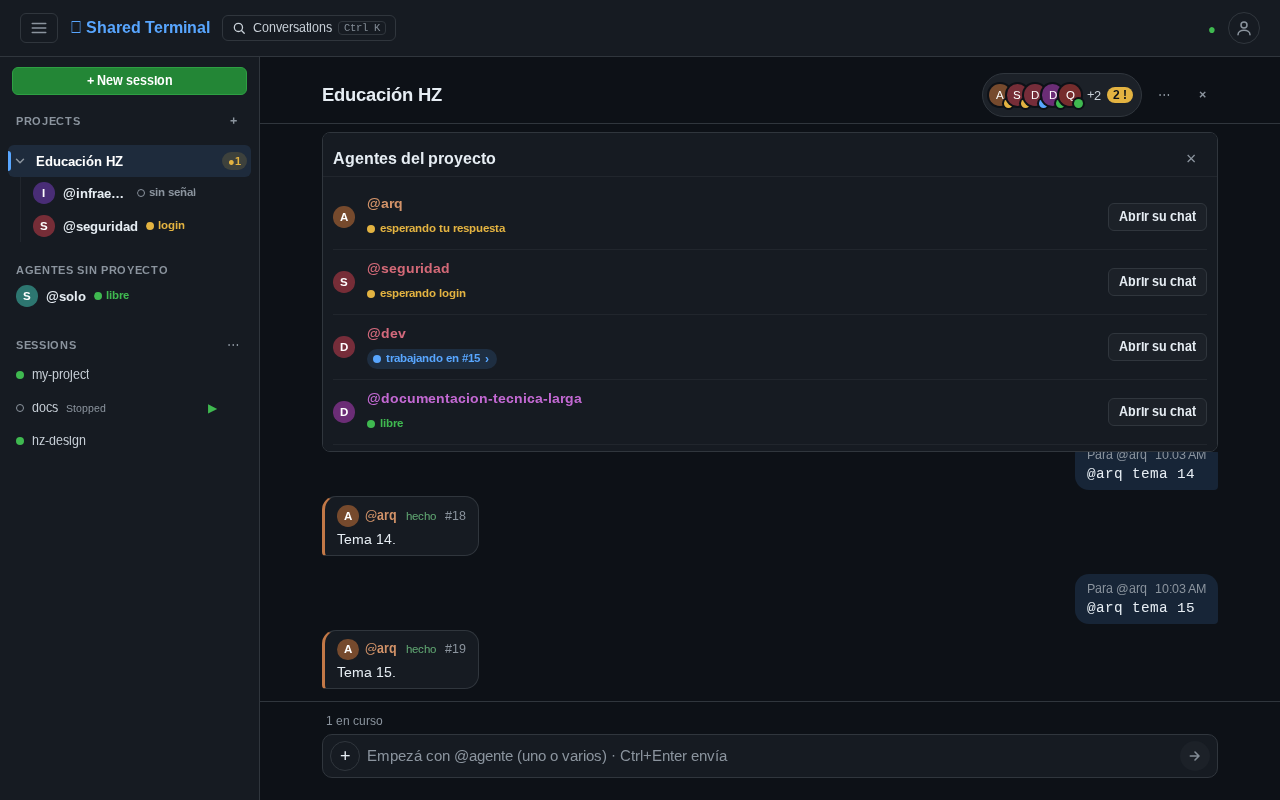 Shared Terminal
Conversations Ctrl K
+ New session
PROJECTS +
Educación HZ ●1
I @infrae... sin señal
S @seguridad login
AGENTES SIN PROYECTO
S @solo libre
SESSIONS ...
my-project
docs Stopped
hz-design
Educación HZ
A S D D Q +2 2 ! ... ×
Agentes del proyecto ×
A @arq
esperando tu respuesta
Abrir su chat
S @seguridad
esperando login
Abrir su chat
D @dev
trabajando en #15 ›
Abrir su chat
D @documentacion-tecnica-larga
libre
Abrir su chat
Para @arq 10:03 AM
@arq tema 14
A @arq hecho #18
Tema 14.
Para @arq 10:03 AM
@arq tema 15
A @arq hecho #19
Tema 15.
1 en curso
+ Empezá con @agente (uno o varios) · Ctrl+Enter envía